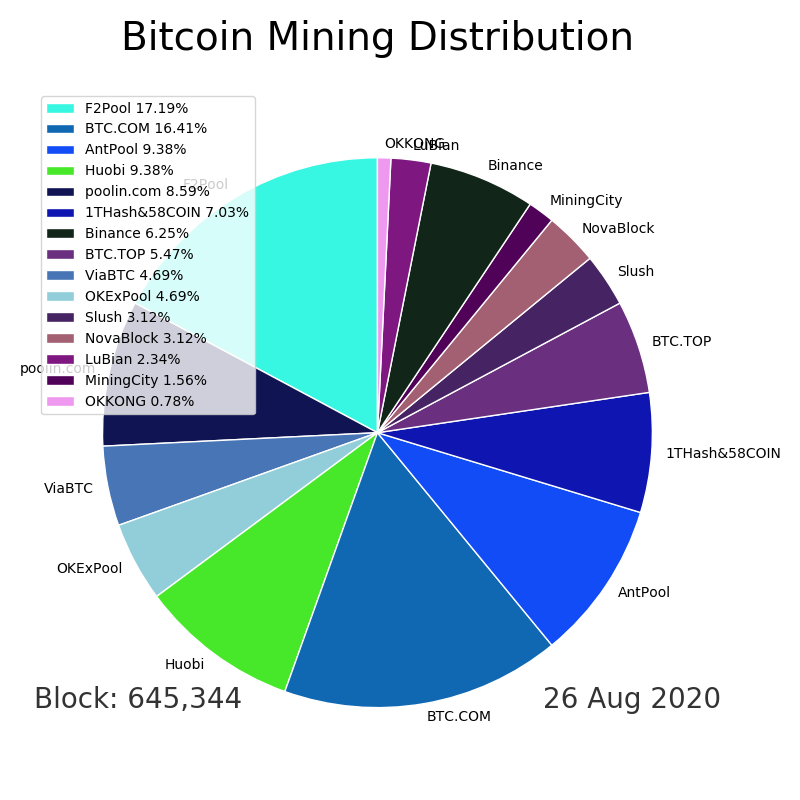 Bitcoin Mining Distribution
F2Pool 17.19%
BTC.COM 16.41%
AntPool 9.38%
Huobi 9.38%
poolin.com 8.59%
1THash&58COIN 7.03%
Binance 6.25%
BTC.TOP 5.47%
ViaBTC 4.69%
OKExPool 4.69%
Slush 3.12%
NovaBlock 3.12%
LuBian 2.34%
MiningCity 1.56%
OKKONG 0.78%
OKKONG
LuBian
Binance
MiningCity
NovaBlock
Slush
BTC.TOP
1THash&58COIN
AntPool
BTC.COM
Huobi
OKExPool
ViaBTC
poolin.com
F2Pool
Block: 645,344
26 Aug 2020